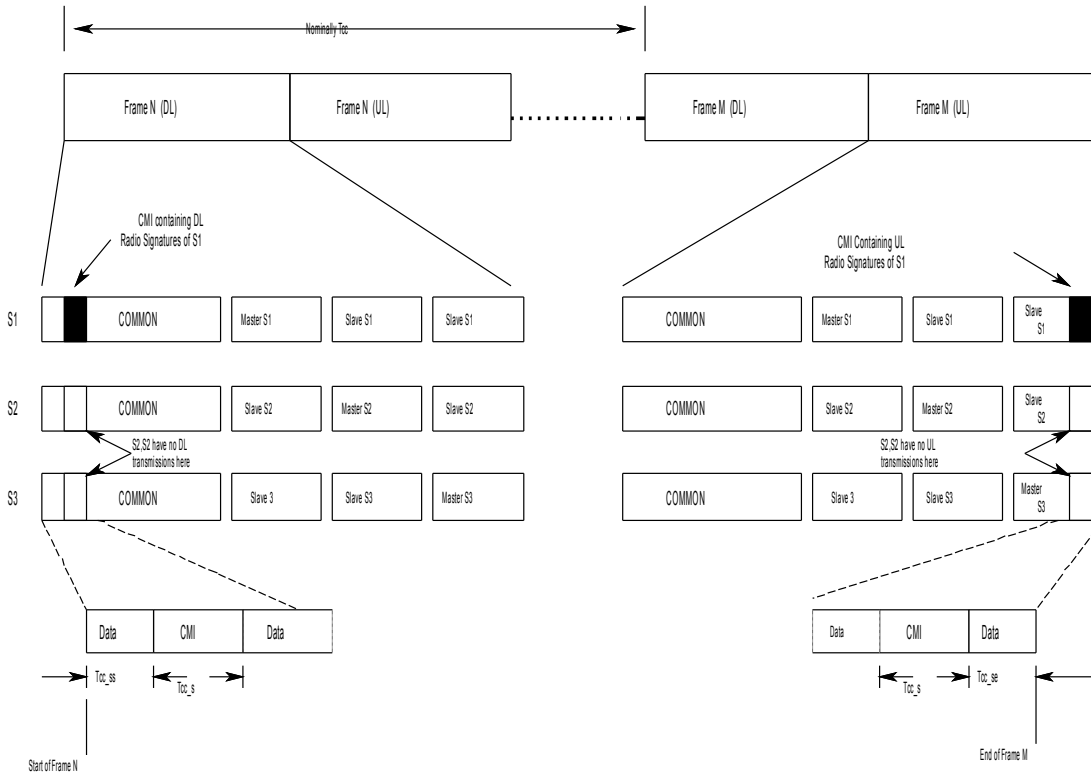 Nominally Tcc
Frame N (DL)
Frame N (UL)
Frame M (DL)
Frame M (UL)
CMI containing DL
Radio Signatures of S1
CMI Containing UL
Radio Signatures of S1
S1
COMMON
Master S1
Slave S1
Slave S1
COMMON
Master S1
Slave S1
Slave
S1
S2
COMMON
Slave S2
Master S2
Slave S2
COMMON
Slave S2
Master S2
Slave
S2
S2,S2 have no DL
transmissions here
S2,S2 have no UL
transmissions here
S3
COMMON
Slave 3
Slave S3
Master S3
COMMON
Slave 3
Slave S3
Master
S3
Data
CMI
Data
Data
CMI
Data
Tcc_ss
Tcc_s
Tcc_s
Tcc_se
Start of Frame N
End of Frame M